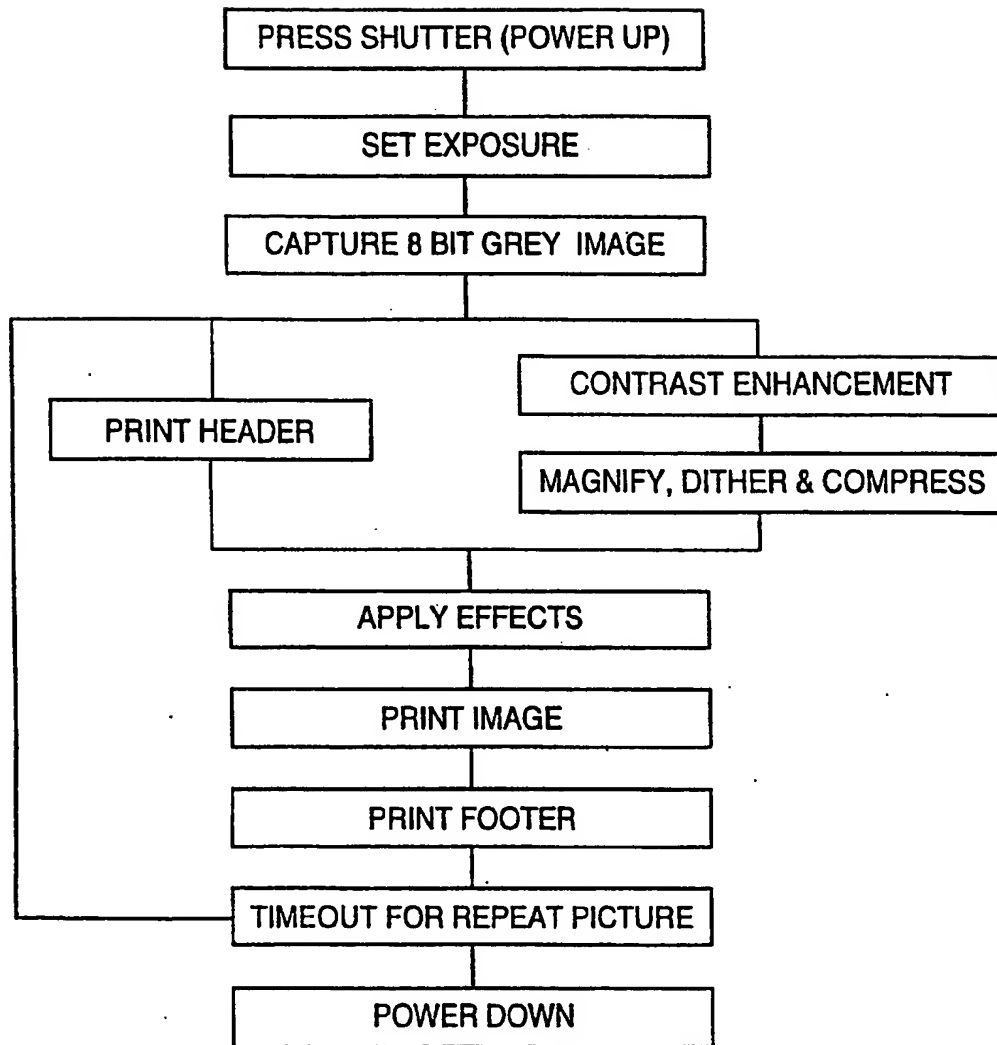 PRESS SHUTTER (POWER UP)
SET EXPOSURE
CAPTURE 8 BIT GREY IMAGE
PRINT HEADER
CONTRAST ENHANCEMENT
MAGNIFY, DITHER & COMPRESS
APPLY EFFECTS
PRINT IMAGE
PRINT FOOTER
TIMEOUT FOR REPEAT PICTURE
POWER DOWN